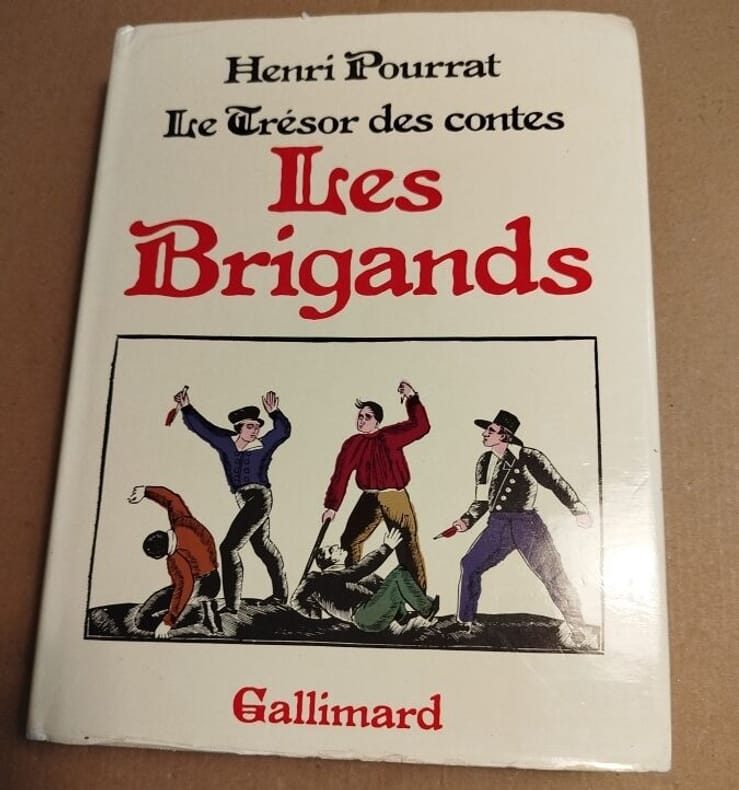 Henri Pourrat
Le Trésor des contes
Les
Brigands
Gallimard